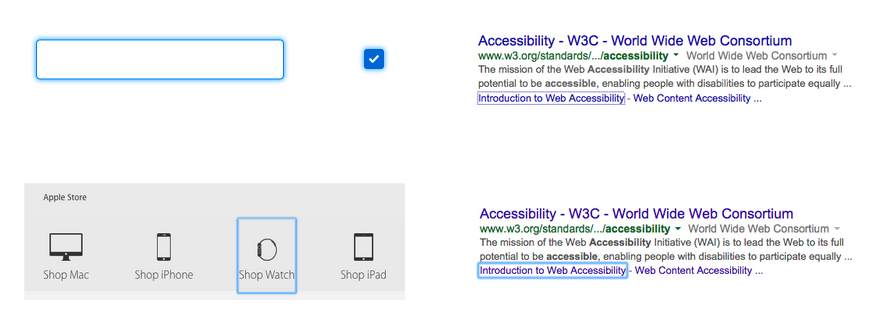 Accessibility - W3C - World Wide Web Consortium
www.w3.org/standards/.../accessibility ▾ World Wide Web Consortium ▾
The mission of the Web Accessibility Initiative (WAI) is to lead the Web to its full
potential to be accessible, enabling people with disabilities to participate equally ...
Introduction to Web Accessibility - Web Content Accessibility ...
Apple Store
Shop Mac
Shop iPhone
Shop Watch
Shop iPad
Accessibility - W3C - World Wide Web Consortium
www.w3.org/standards/.../accessibility ▾ World Wide Web Consortium ▾
The mission of the Web Accessibility Initiative (WAI) is to lead the Web to its full
potential to be accessible, enabling people with disabilities to participate equally ...
Introduction to Web Accessibility - Web Content Accessibility ...